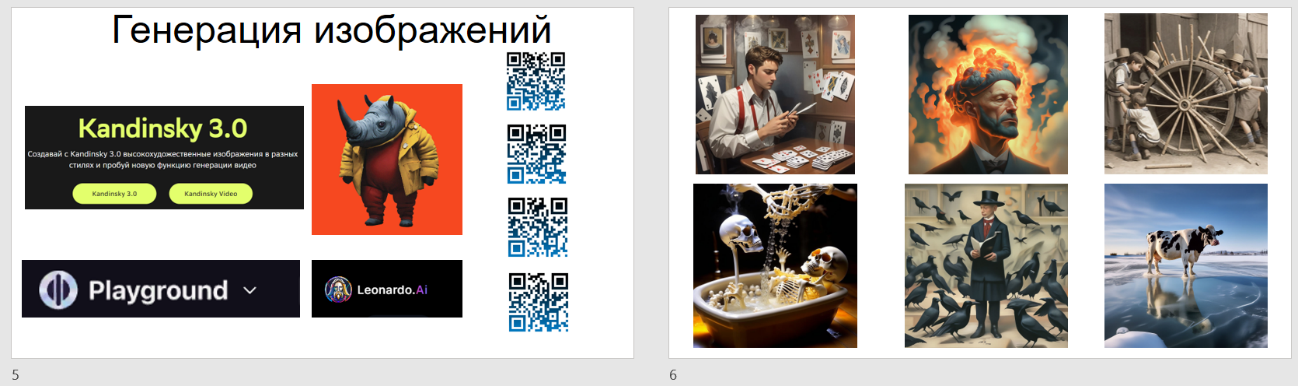 Генерация изображений
Kandinsky 3.0
Создавай с Kandinsky 3.0 высокохудожественные изображения в разных
стилях и пробуй новую функцию генерации видео
Kandinsky 3.0
Kandinsky Video
Playground
Leonardo.Ai
5
6